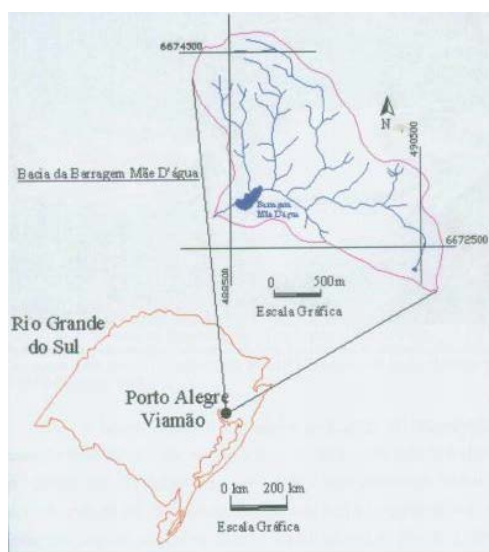 6674500
N
490500
Bacia da Barragem Mãe D'água
Barragem
Mãe D'água
6672500
488500
0 500m
Escala Gráfica
Rio Grande
do Sul
Porto Alegre
Viamão
0 km 200 km
Escala Gráfica